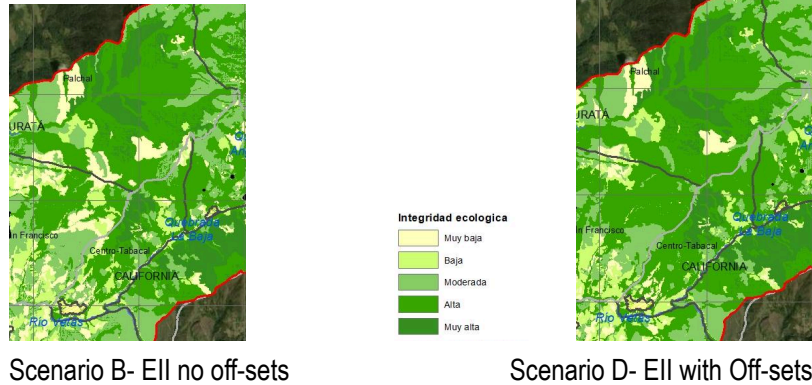 Palchal
URATÁ
n Francisco
Centro-Tabacal
Quebrada
La Baja
CALIFORNIA
Río Vetas
Integridad ecologica
Muy baja
Baja
Moderada
Alta
Muy alta
Palchal
URATÁ
n Francisco
Centro-Tabacal
Quebrada
La Baja
CALIFORNIA
Río Vetas
Scenario B- EII no off-sets
Scenario D- EII with Off-sets